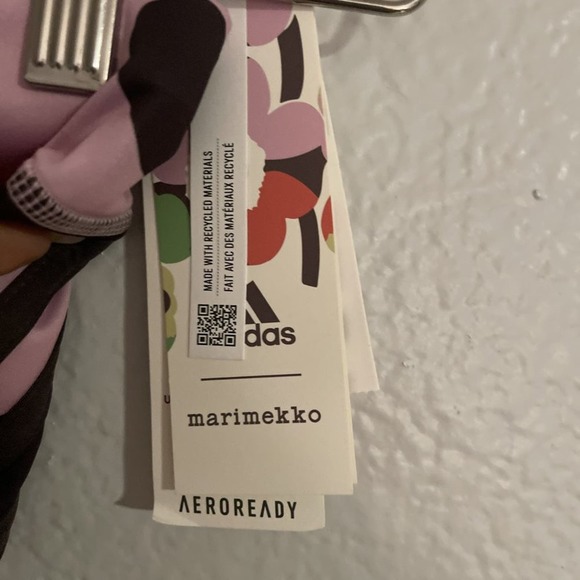 MADE WITH RECYCLED MATERIALS
FAIT AVEC DES MATÉRIAUX RECYCLÉ
das
marimekko
AEROREADY